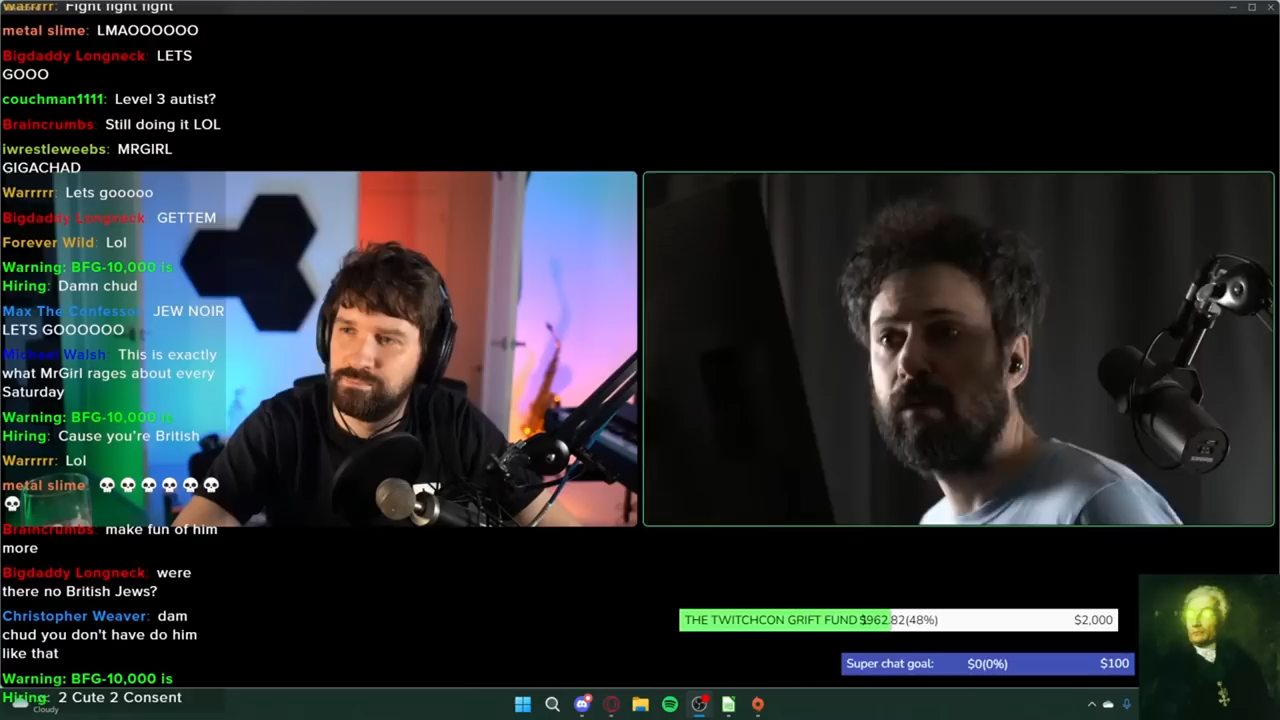 Warrrrr: Fight fight fight
metal slime: LMAOOOOOO
Bigdaddy Longneck: LETS
GOOO
couchman1111: Level 3 autist?
Braincrumbs: Still doing it LOL
iwrestleweebs: MRGIRL
GIGACHAD
Warrrrr: Lets gooooo
Bigdaddy Longneck: GETTEM
Forever Wild: Lol
Warning: BFG-10,000 is
Hiring: Damn chud
Max The Confessor: JEW NOIR
LETS GOOOOOO
Michael Walsh: This is exactly
what MrGirl rages about every
Saturday
Warning: BFG-10,000 is
Hiring: Cause you're British
Warrrrr: Lol
metal slime: 💀💀💀💀💀💀
💀
Braincrumbs: make fun of him
more
Bigdaddy Longneck: were
there no British Jews?
Christopher Weaver: dam
chud you don't have do him
like that
Warning: BFG-10,000 is
Hiring: 2 Cute 2 Consent
THE TWITCHCON GRIFT FUND $962.82(48%) $2,000
Super chat goal: $0(0%) $100
Cloudy